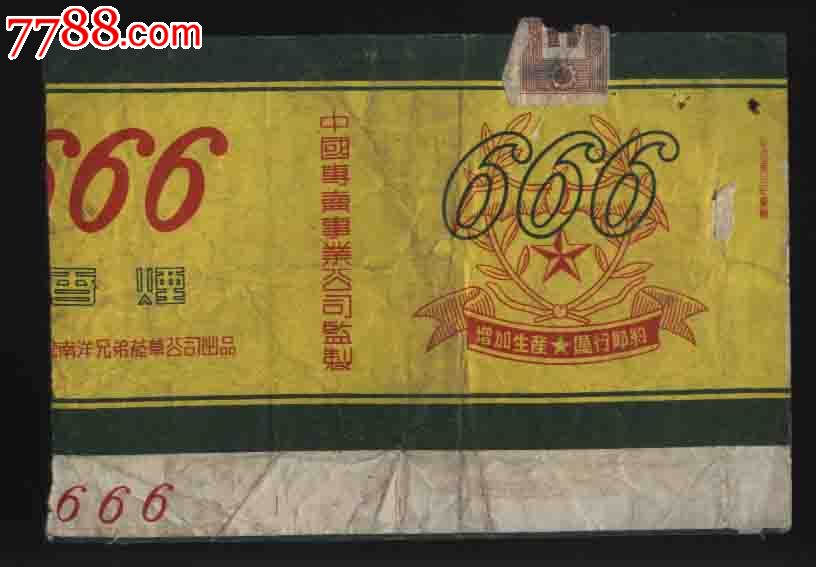 7788.com
666
666
中國專賣事業公司監製
香煙
南洋兄弟菸草公司出品
增加生産★厲行節約
666